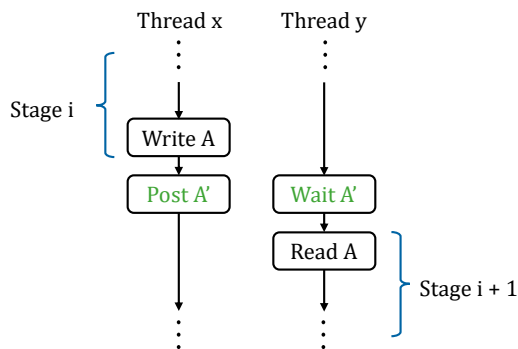 Thread x
Thread y
Stage i
Write A
Post A'
Wait A'
Read A
Stage i + 1